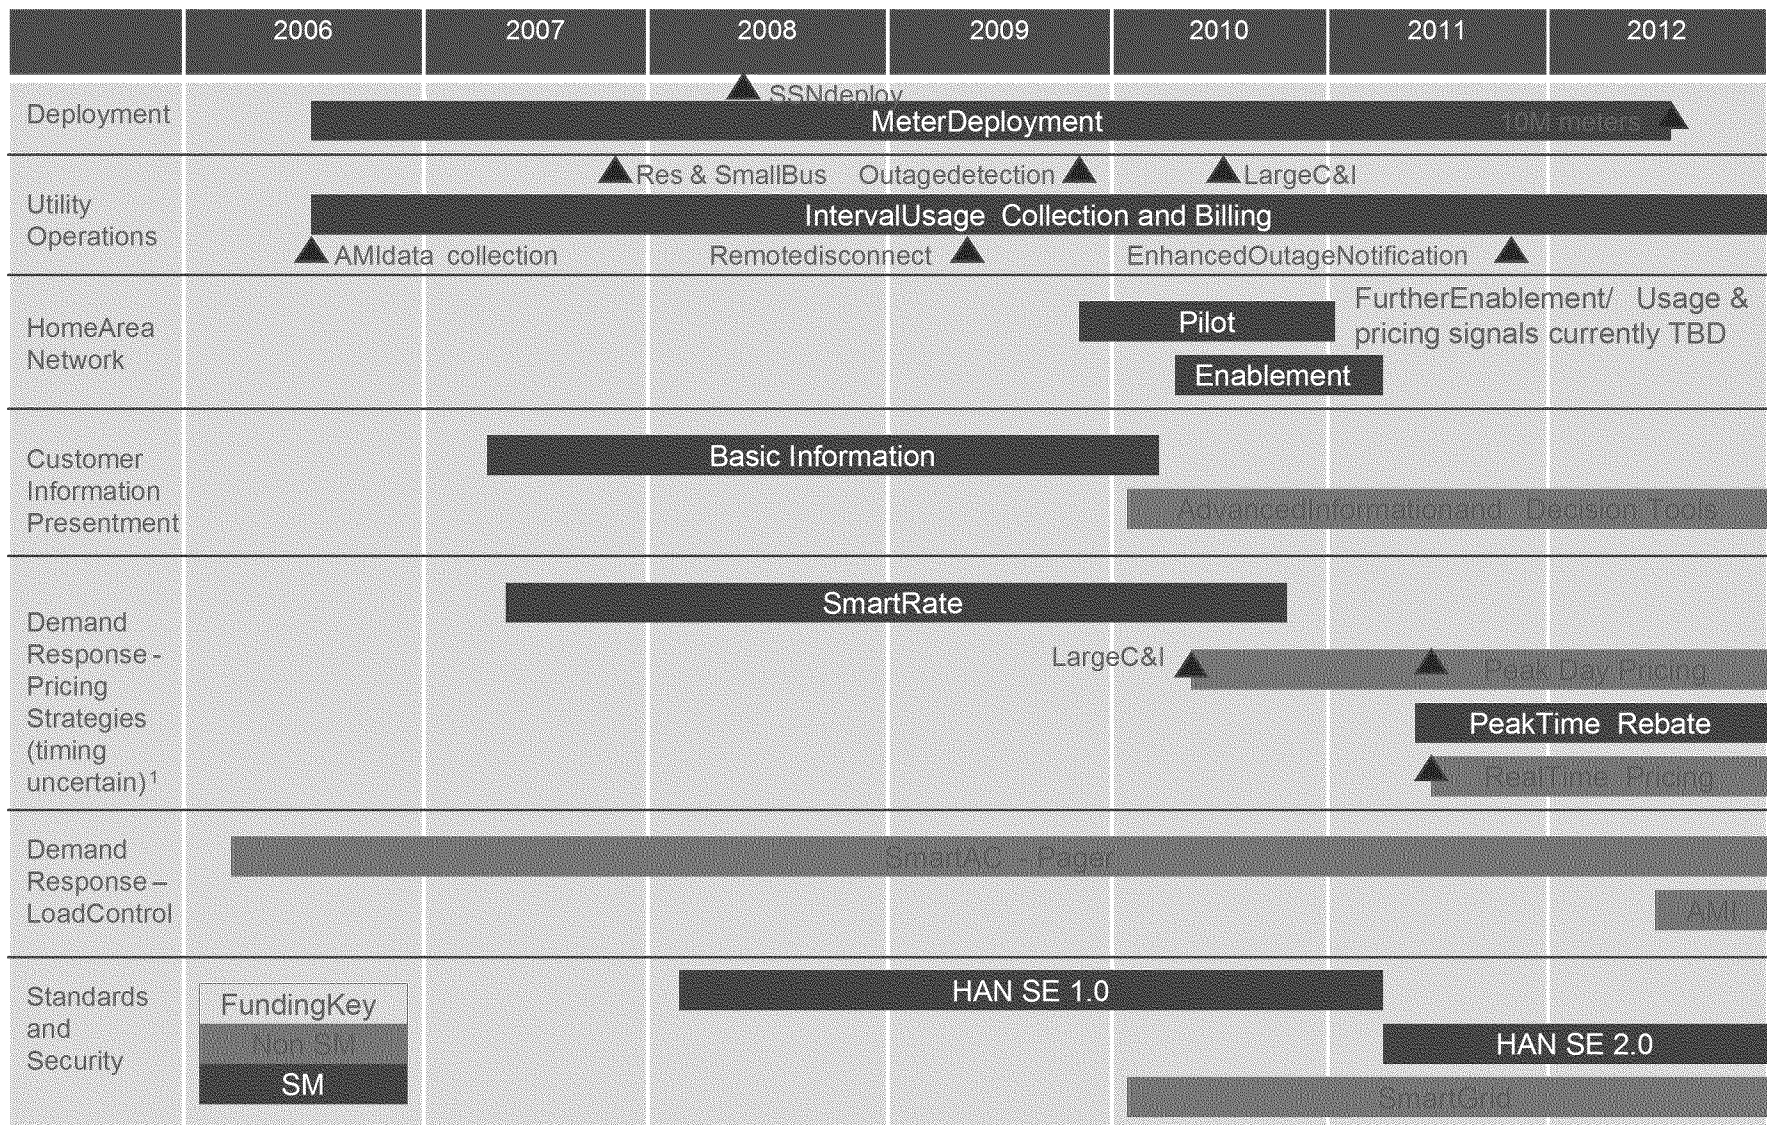 2006 2007 2008 2009 2010 2011 2012
Deployment
SSNdeploy
MeterDeployment
10M meters
Utility
Operations
Res & SmallBus
Outagedetection
LargeC&I
IntervalUsage Collection and Billing
AMIdata collection
Remotedisconnect
EnhancedOutageNotification
HomeArea
Network
Pilot
FurtherEnablement/ Usage &
pricing signals currently TBD
Enablement
Customer
Information
Presentment
Basic Information
AdvancedInformationand Decision Tools
Demand
Response -
Pricing
Strategies
(timing
uncertain)1
SmartRate
LargeC&I
Peak Day Pricing
PeakTime Rebate
RealTime Pricing
Demand
Response –
LoadControl
SmartAC - Pager
AMI
Standards
and
Security
FundingKey
Non SM
SM
HAN SE 1.0
HAN SE 2.0
SmartGrid